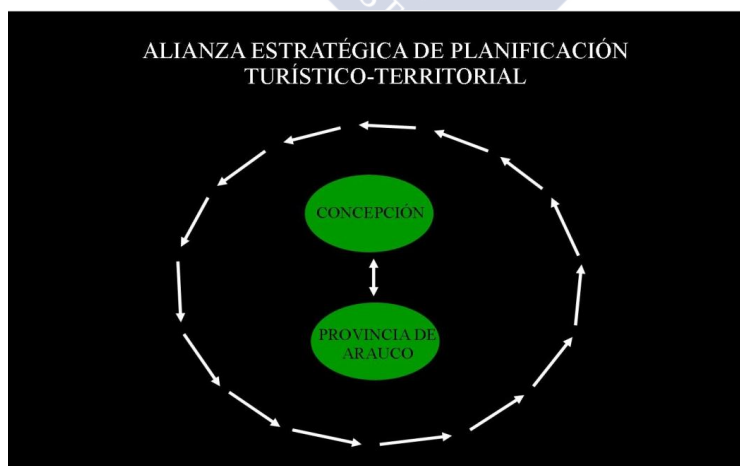 ALIANZA ESTRATÉGICA DE PLANIFICACIÓN
TURÍSTICO-TERRITORIAL
CONCEPCIÓN
PROVINCIA DE
ARAUCO